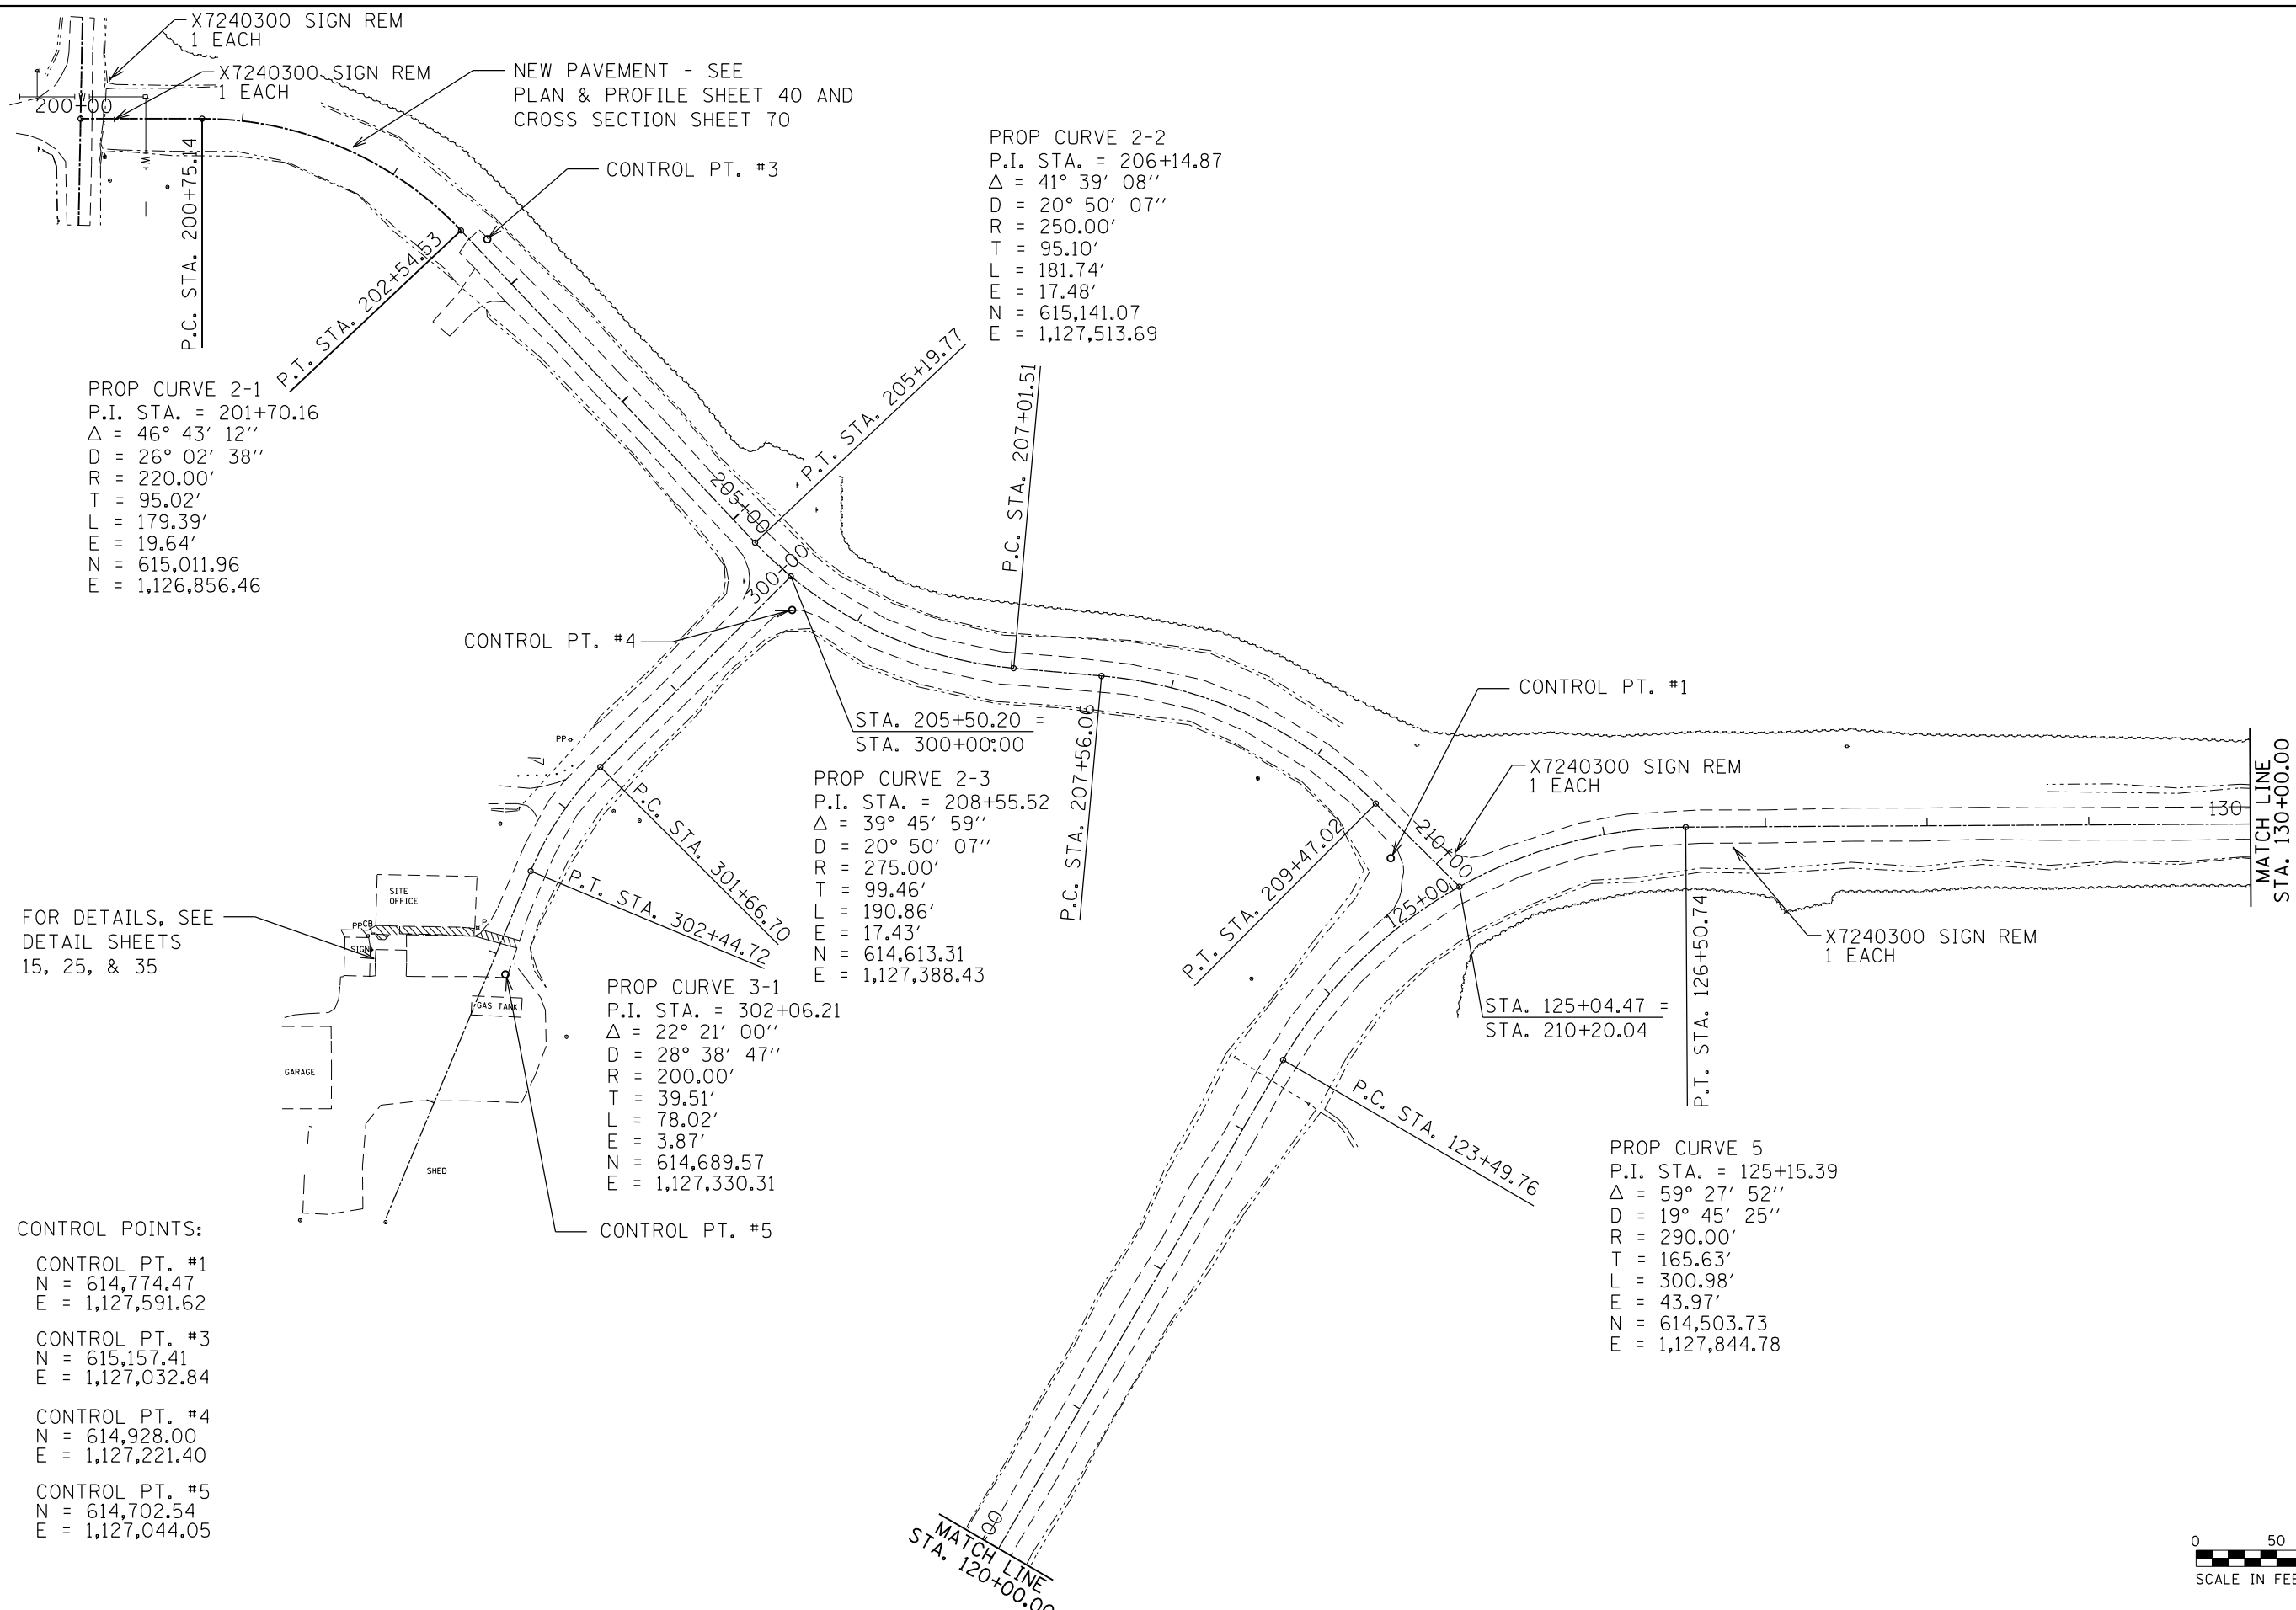 X7240300 SIGN REM
1 EACH
X7240300 SIGN REM
1 EACH
200+00
NEW PAVEMENT - SEE
PLAN & PROFILE SHEET 40 AND
CROSS SECTION SHEET 70
CONTROL PT. #3
P.C. STA. 200+75.14
P.T. STA. 202+54.53
PROP CURVE 2-2
P.I. STA. = 206+14.87
Δ = 41° 39′ 08′′
D = 20° 50′ 07′′
R = 250.00′
T = 95.10′
L = 181.74′
E = 17.48′
N = 615,141.07
E = 1,127,513.69
PROP CURVE 2-1
P.I. STA. = 201+70.16
Δ = 46° 43′ 12′′
D = 26° 02′ 38′′
R = 220.00′
T = 95.02′
L = 179.39′
E = 19.64′
N = 615,011.96
E = 1,126,856.46
P.T. STA. 205+19.77
P.C. STA. 207+01.51
205+00
300+00
CONTROL PT. #4
STA. 205+50.20 =
STA. 300+00.00
PROP CURVE 2-3
P.I. STA. = 208+55.52
Δ = 39° 45′ 59′′
D = 20° 50′ 07′′
R = 275.00′
T = 99.46′
L = 190.86′
E = 17.43′
N = 614,613.31
E = 1,127,388.43
P.C. STA. 207+56.06
CONTROL PT. #1
X7240300 SIGN REM
1 EACH
210+00
125+00
P.T. STA. 209+47.02
130
MATCH LINE
STA. 130+00.00
X7240300 SIGN REM
1 EACH
P.T. STA. 126+50.74
STA. 125+04.47 =
STA. 210+20.04
PP
P.C. STA. 301+66.70
P.T. STA. 302+44.72
SITE
OFFICE
PP
CB
LP
SIGN
FOR DETAILS, SEE
DETAIL SHEETS
15, 25, & 35
GAS TANK
GARAGE
SHED
PROP CURVE 3-1
P.I. STA. = 302+06.21
Δ = 22° 21′ 00′′
D = 28° 38′ 47′′
R = 200.00′
T = 39.51′
L = 78.02′
E = 3.87′
N = 614,689.57
E = 1,127,330.31
CONTROL PT. #5
P.C. STA. 123+49.76
PROP CURVE 5
P.I. STA. = 125+15.39
Δ = 59° 27′ 52′′
D = 19° 45′ 25′′
R = 290.00′
T = 165.63′
L = 300.98′
E = 43.97′
N = 614,503.73
E = 1,127,844.78
CONTROL POINTS:
CONTROL PT. #1
N = 614,774.47
E = 1,127,591.62
CONTROL PT. #3
N = 615,157.41
E = 1,127,032.84
CONTROL PT. #4
N = 614,928.00
E = 1,127,221.40
CONTROL PT. #5
N = 614,702.54
E = 1,127,044.05
00
MATCH LINE
STA. 120+00.00
0 50
SCALE IN